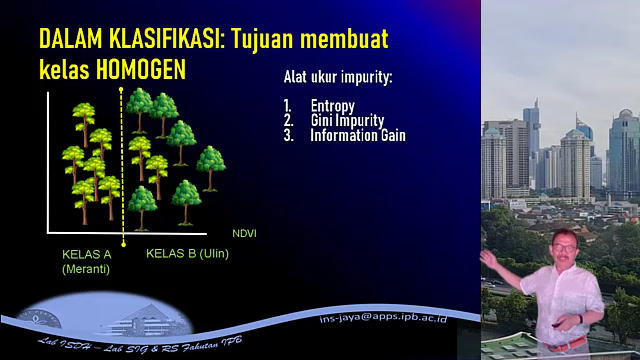 DALAM KLASIFIKASI: Tujuan membuat
kelas HOMOGEN
Alat ukur impurity:
1. Entropy
2. Gini Impurity
3. Information Gain
NDVI
KELAS A
(Meranti)
KELAS B (Ulin)
ins-jaya@apps.ipb.ac.id
Lab ISDH – Lab SIG & RS Fahutan IPB